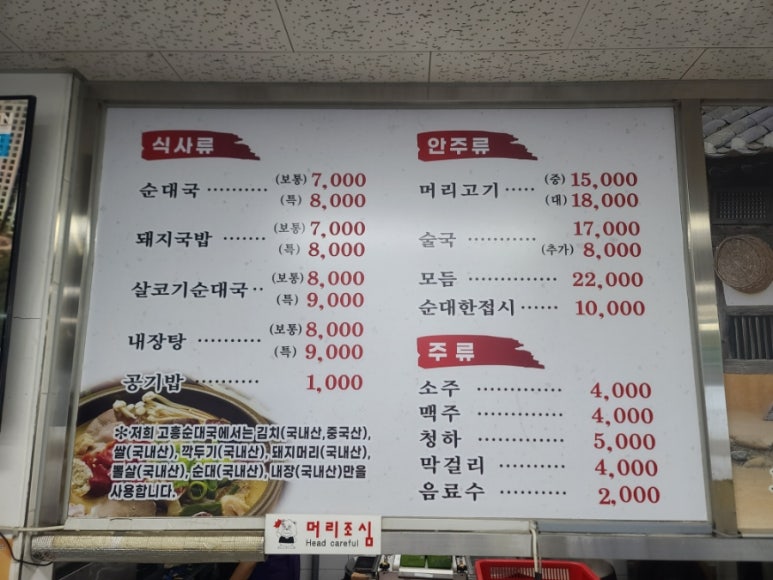 식사류
순대국 ·········· (보통) 7,000
(특) 8,000
돼지국밥 ······· (보통) 7,000
(특) 8,000
살코기순대국 ·· (보통) 8,000
(특) 9,000
내장탕 ·········· (보통) 8,000
(특) 9,000
공기밥 ·········· 1,000
※저희 고흥순대국에서는 김치(국내산,중국산),
쌀(국내산), 깍두기(국내산), 돼지머리(국내산),
뽈살(국내산), 순대(국내산), 내장(국내산)만을
사용합니다.
안주류
머리고기 ····· (중) 15,000
(대) 18,000
술국 ··········· 17,000
(추가) 8,000
모듬 ·············· 22,000
순대한접시 ······ 10,000
주류
소주 ············· 4,000
맥주 ············· 4,000
청하 ············· 5,000
막걸리 ·········· 4,000
음료수 ·········· 2,000
머리조심
Head careful